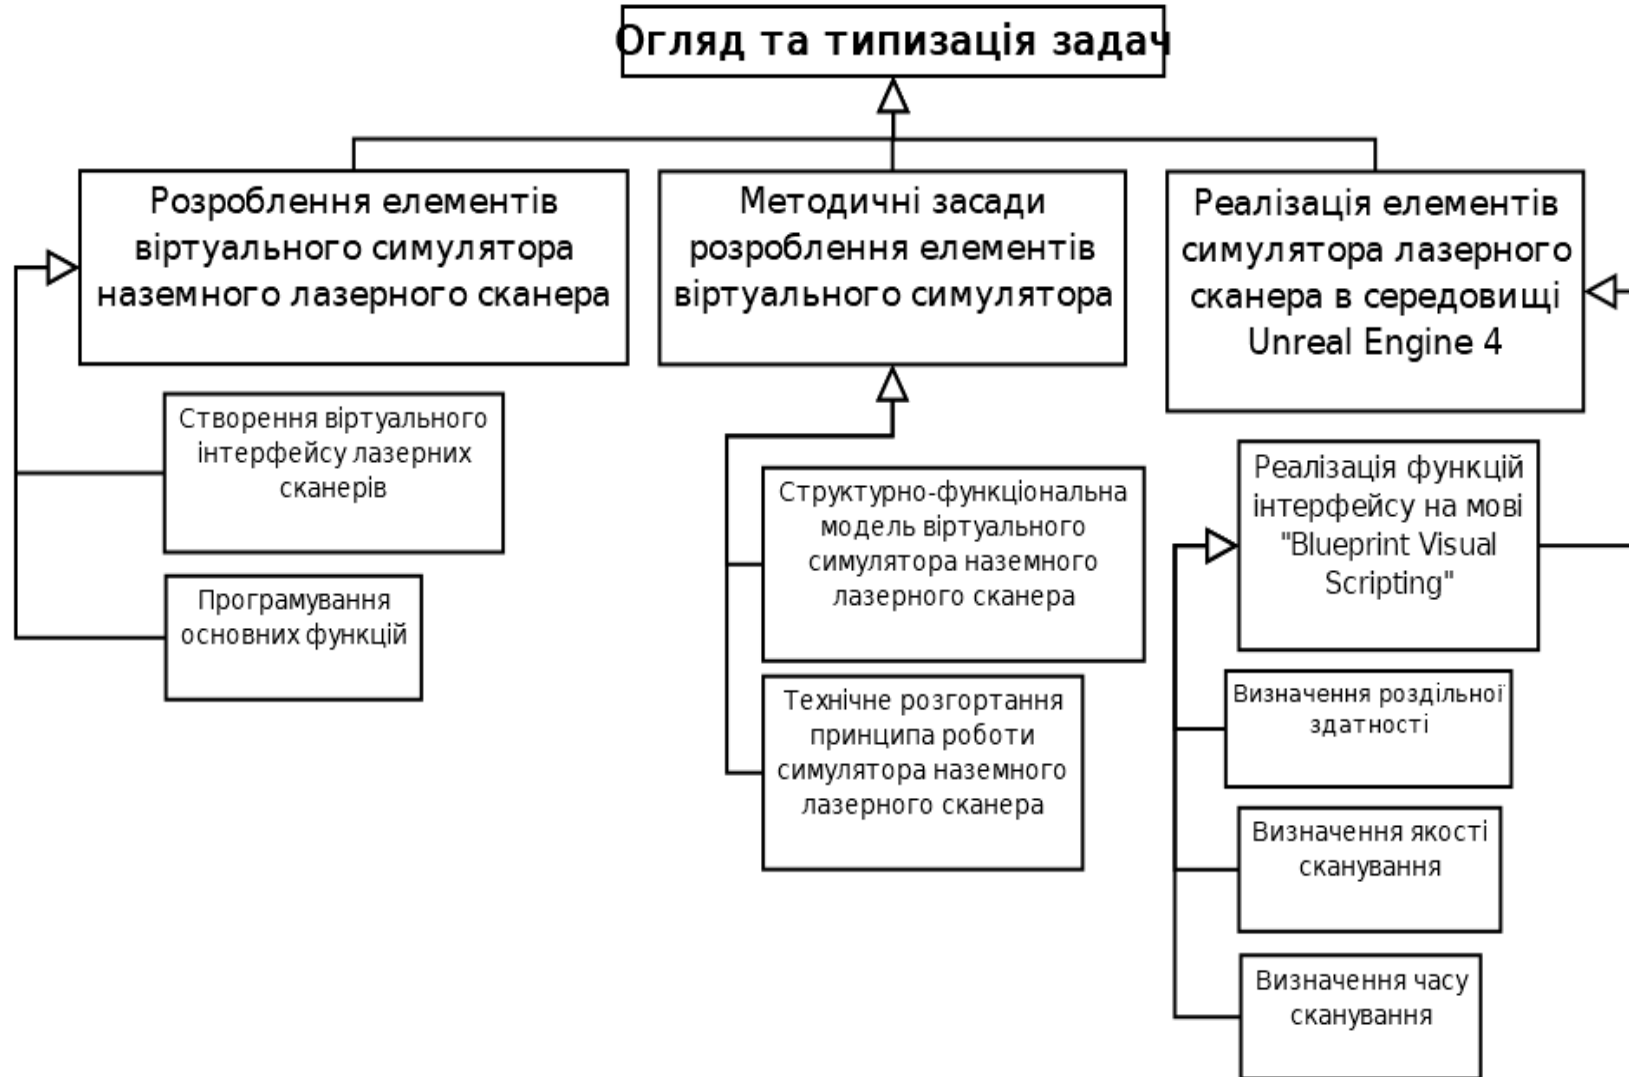 Огляд та типизація задач
Розроблення елементів
віртуального симулятора
наземного лазерного сканера
Створення віртуального
інтерфейсу лазерних
сканерів
Програмування
основних функцій
Методичні засади
розроблення елементів
віртуального симулятора
Структурно-функціональна
модель віртуального
симулятора наземного
лазерного сканера
Технічне розгортання
принципа роботи
симулятора наземного
лазерного сканера
Реалізація елементів
симулятора лазерного
сканера в середовищі
Unreal Engine 4
Реалізація функцій
інтерфейсу на мові
"Blueprint Visual
Scripting"
Визначення роздільної
здатності
Визначення якості
сканування
Визначення часу
сканування